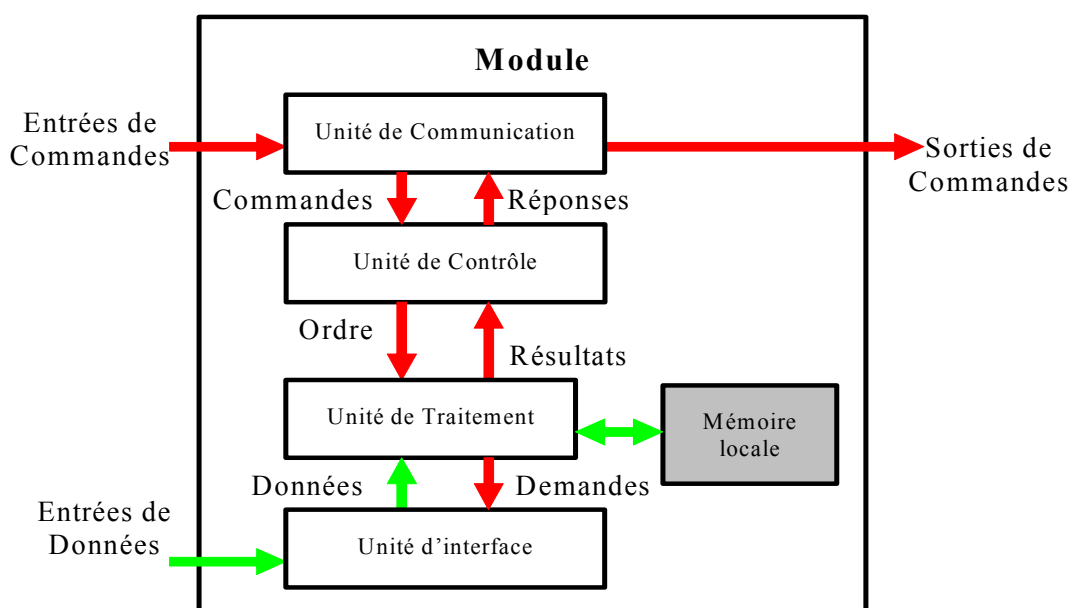 Module
Entrées de
Commandes
Unité de Communication
Sorties de
Commandes
Commandes
Réponses
Unité de Contrôle
Ordre
Résultats
Unité de Traitement
Mémoire
locale
Données
Demandes
Entrées de
Données
Unité d'interface